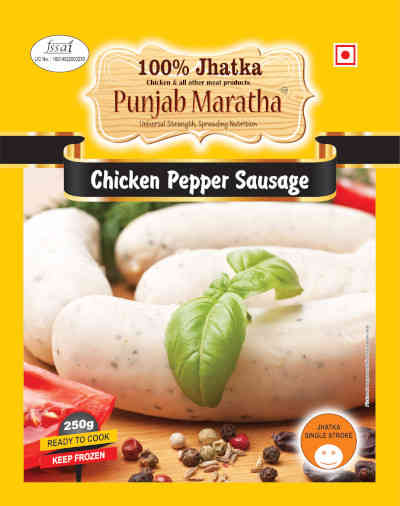 fssai
100% Jhatka
Chicken & all other meat products
Punjab Maratha
Universal Strength, Spreading Nutrition
Chicken Pepper Sausage
250g
READY TO COOK
KEEP FROZEN
JHATKA
SINGLE STROKE